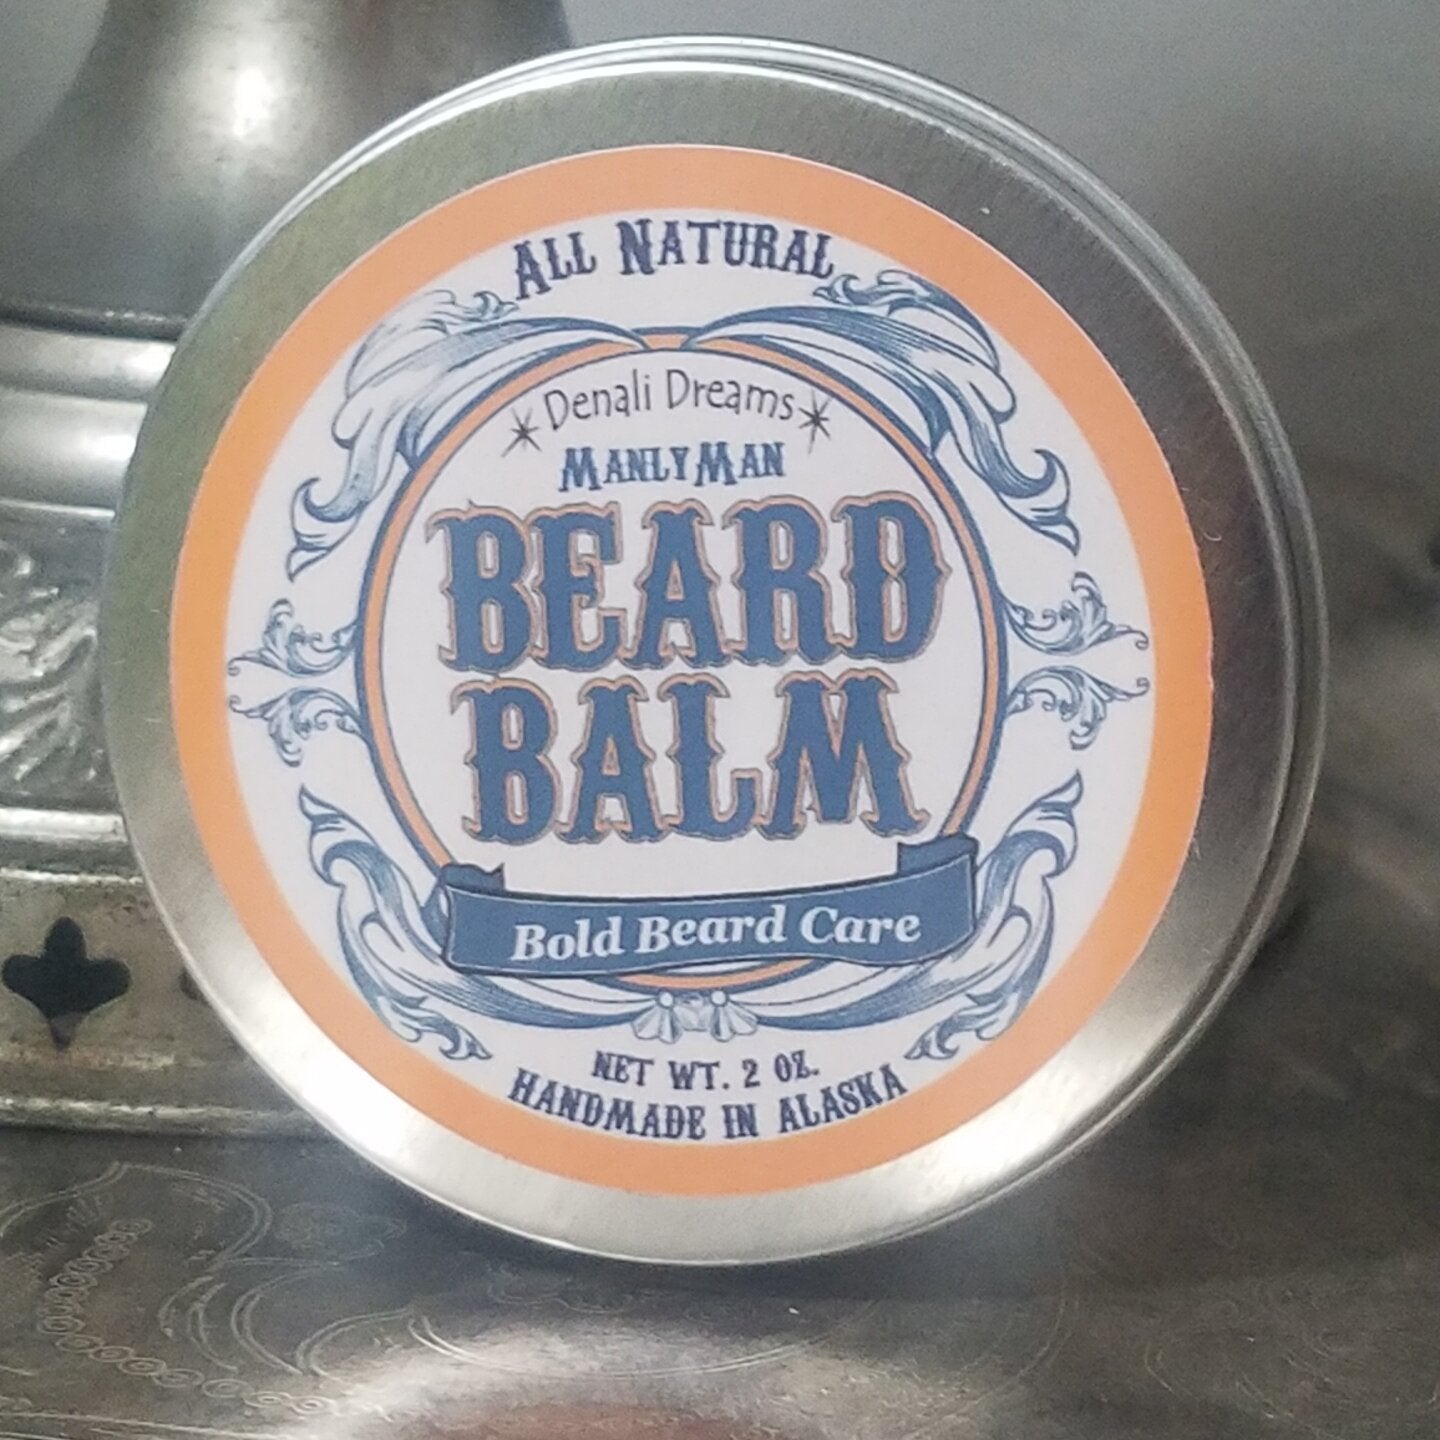 All Natural
Denali Dreams
ManlyMan
BEARD
BALM
Bold Beard Care
NET WT. 2 OZ.
HANDMADE IN ALASKA